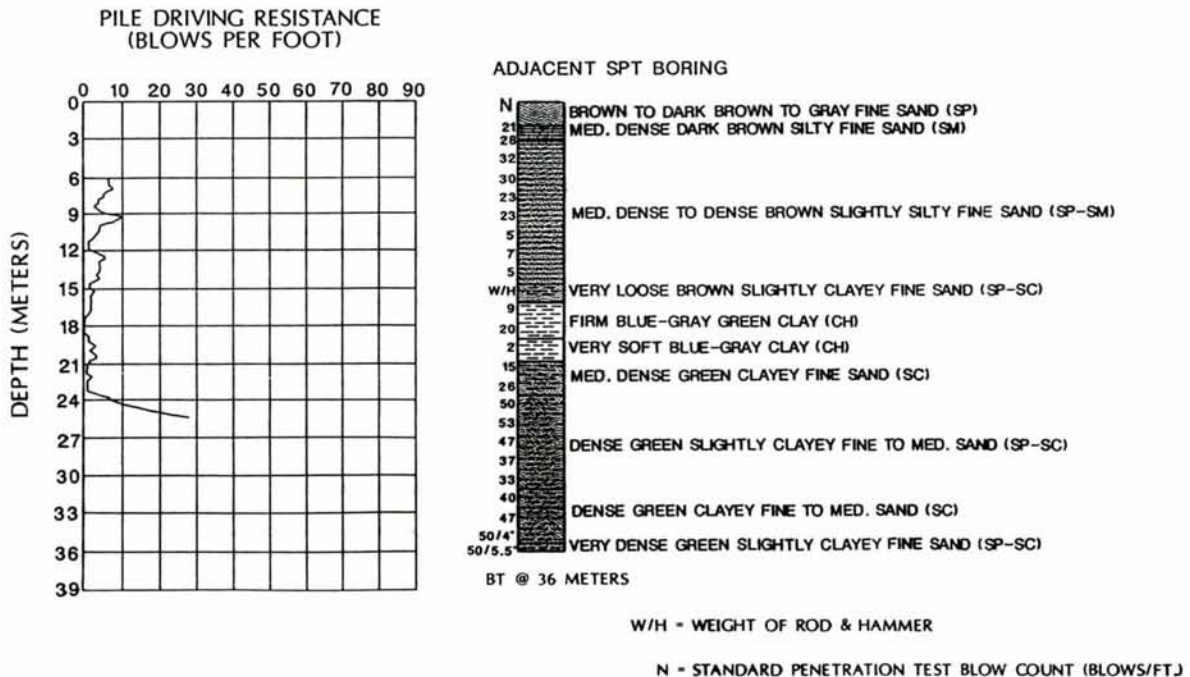 PILE DRIVING RESISTANCE
(BLOWS PER FOOT)
0 10 20 30 40 50 60 70 80 90
0
3
6
9
12
15
18
21
24
27
30
33
36
39
DEPTH (METERS)
ADJACENT SPT BORING
N
BROWN TO DARK BROWN TO GRAY FINE SAND (SP)
21 MED. DENSE DARK BROWN SILTY FINE SAND (SM)
28
32
30
23
23 MED. DENSE TO DENSE BROWN SLIGHTLY SILTY FINE SAND (SP-SM)
5
7
5
W/H VERY LOOSE BROWN SLIGHTLY CLAYEY FINE SAND (SP-SC)
9
FIRM BLUE-GRAY GREEN CLAY (CH)
20
2 VERY SOFT BLUE-GRAY CLAY (CH)
15
MED. DENSE GREEN CLAYEY FINE SAND (SC)
26
50
53
47 DENSE GREEN SLIGHTLY CLAYEY FINE TO MED. SAND (SP-SC)
37
33
40
DENSE GREEN CLAYEY FINE TO MED. SAND (SC)
47
50/4"
50/5.5" VERY DENSE GREEN SLIGHTLY CLAYEY FINE SAND (SP-SC)
BT @ 36 METERS
W/H = WEIGHT OF ROD & HAMMER
N = STANDARD PENETRATION TEST BLOW COUNT (BLOWS/FT.)